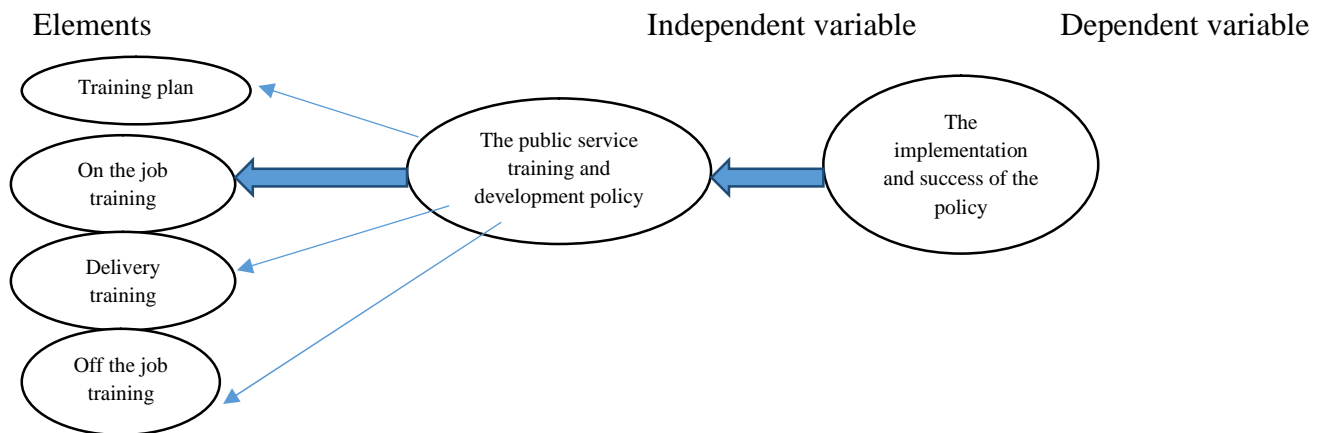 Elements
Independent variable
Dependent variable
Training plan
On the job
training
Delivery
training
Off the job
training
The public service
training and
development policy
The
implementation
and success of the
policy